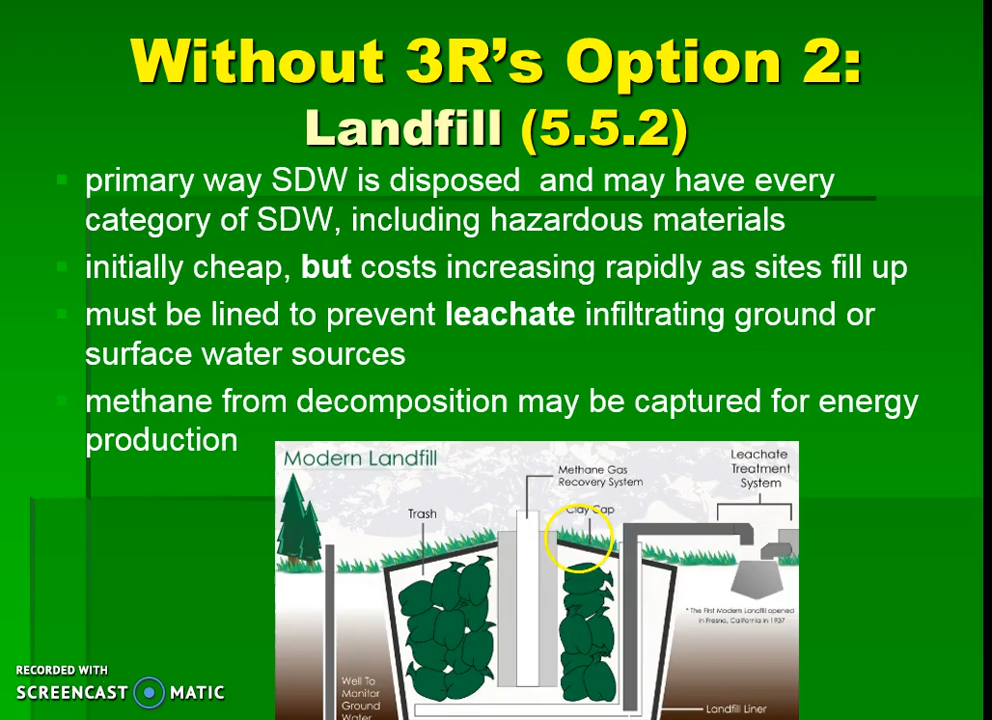 Without 3R’s Option 2:
Landfill (5.5.2)
primary way SDW is disposed  and may have every
category of SDW, including hazardous materials
initially cheap, but costs increasing rapidly as sites fill up
must be lined to prevent leachate infiltrating ground or
surface water sources
methane from decomposition may be captured for energy
production
Modern Landfill
Methane Gas
Recovery System
Leachate
Treatment
System
Trash
Clay Cap
* The First Modern Landfill opened
in Fresno, California in 1937
Well To
Monitor
Ground
Water
Landfill Liner
RECORDED WITH
SCREENCAST MATIC